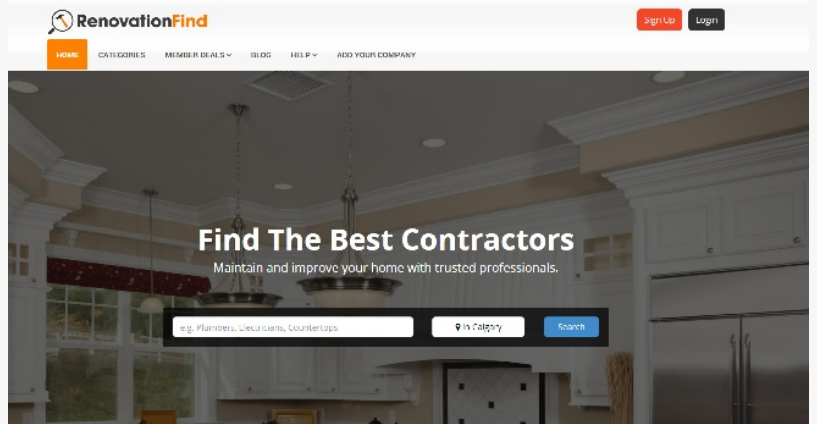 RenovationFind
Sign Up
Login
HOME
CATEGORIES
MEMBER DEALS
BLOG
HELP
ADD YOUR COMPANY
Find The Best Contractors
Maintain and improve your home with trusted professionals.
e.g. Plumbers, Electricians, Countertops
In Calgary
Search